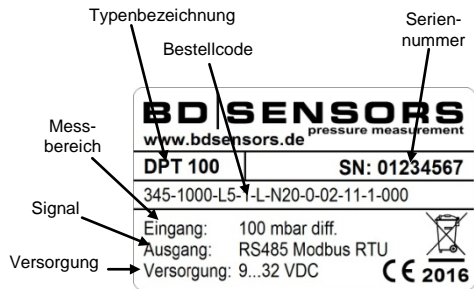 Typenbezeichnung
Serien-
nummer
Bestellcode
Mess-
bereich
Signal
Versorgung
BD SENSORS
pressure measurement
www.bdsensors.de
DPT 100 SN: 01234567
345-1000-L5-1-L-N20-0-02-11-1-000
Eingang: 100 mbar diff.
Ausgang: RS485 Modbus RTU
Versorgung: 9...32 VDC
CE 2016